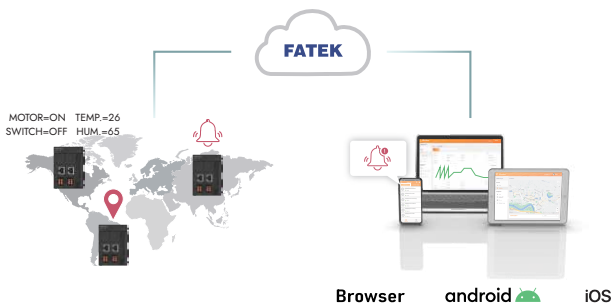 FATEK
MOTOR=ON TEMP.=26
SWITCH=OFF HUM.=65
Browser
android
iOS